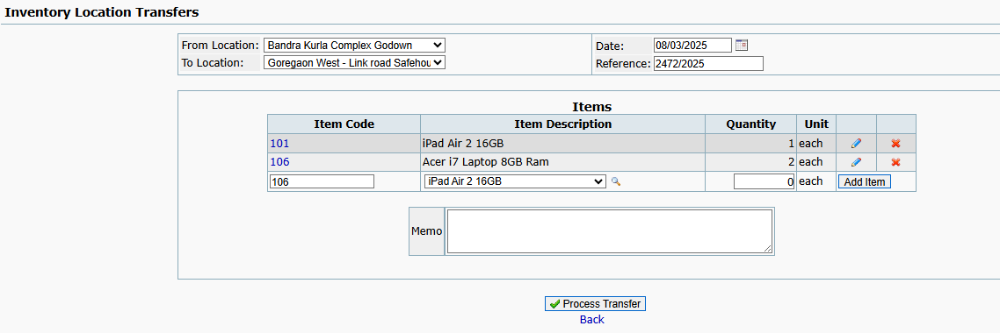 Inventory Location Transfers
From Location: Bandra Kurla Complex Godown Date: 08/03/2025
To Location: Goregaon West - Link road Safehou Reference: 2472/2025
Items
Item Code Item Description Quantity Unit
101 iPad Air 2 16GB 1 each
106 Acer i7 Laptop 8GB Ram 2 each
106 iPad Air 2 16GB 0 each Add Item
Memo
Process Transfer
Back